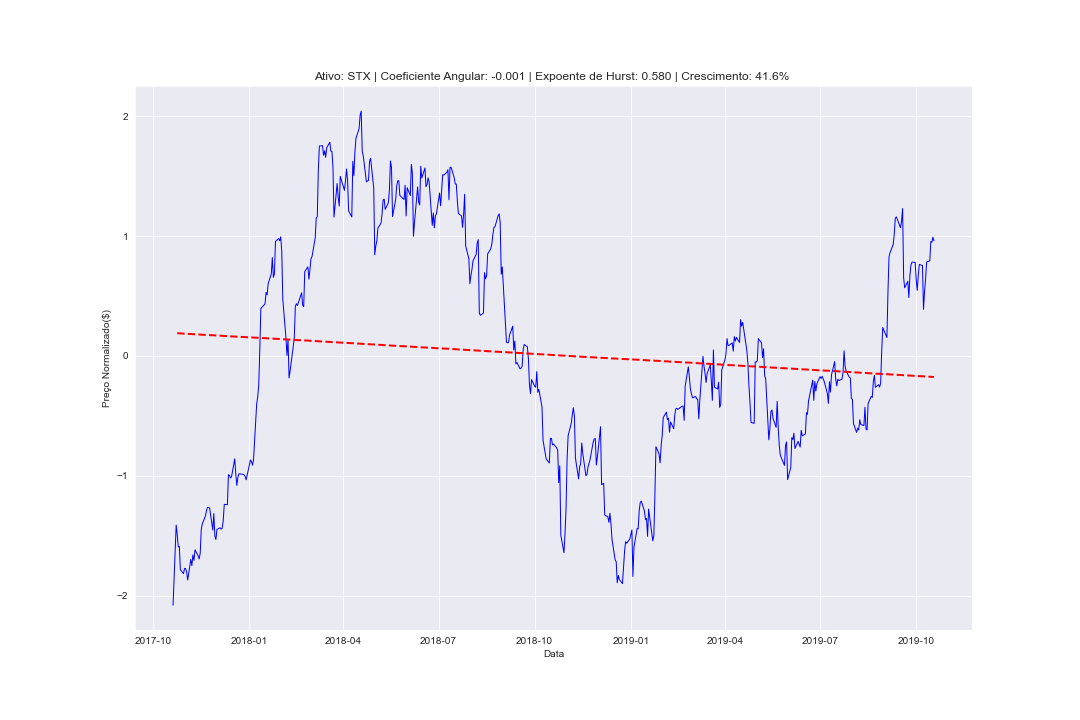 Ativo: STX | Coeficiente Angular: -0.001 | Expoente de Hurst: 0.580 | Crescimento: 41.6%
Preço Normalizado($)
2
1
0
−1
−2
2017-10 2018-01 2018-04 2018-07 2018-10 2019-01 2019-04 2019-07 2019-10
Data